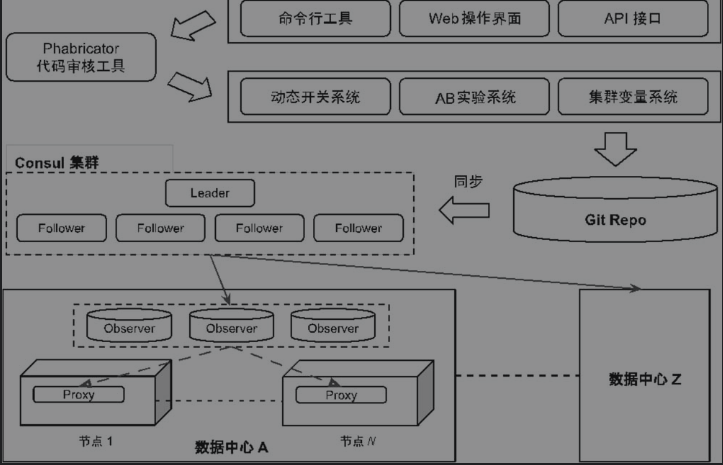 命令行工具
Web操作界面
API 接口
Phabricator
代码审核工具
动态开关系统
AB实验系统
集群变量系统
Consul 集群
同步
Leader
Git Repo
Follower
Follower
Follower
Follower
Observer
Observer
Observer
Proxy
Proxy
数据中心 Z
节点 1
数据中心 A
节点 N